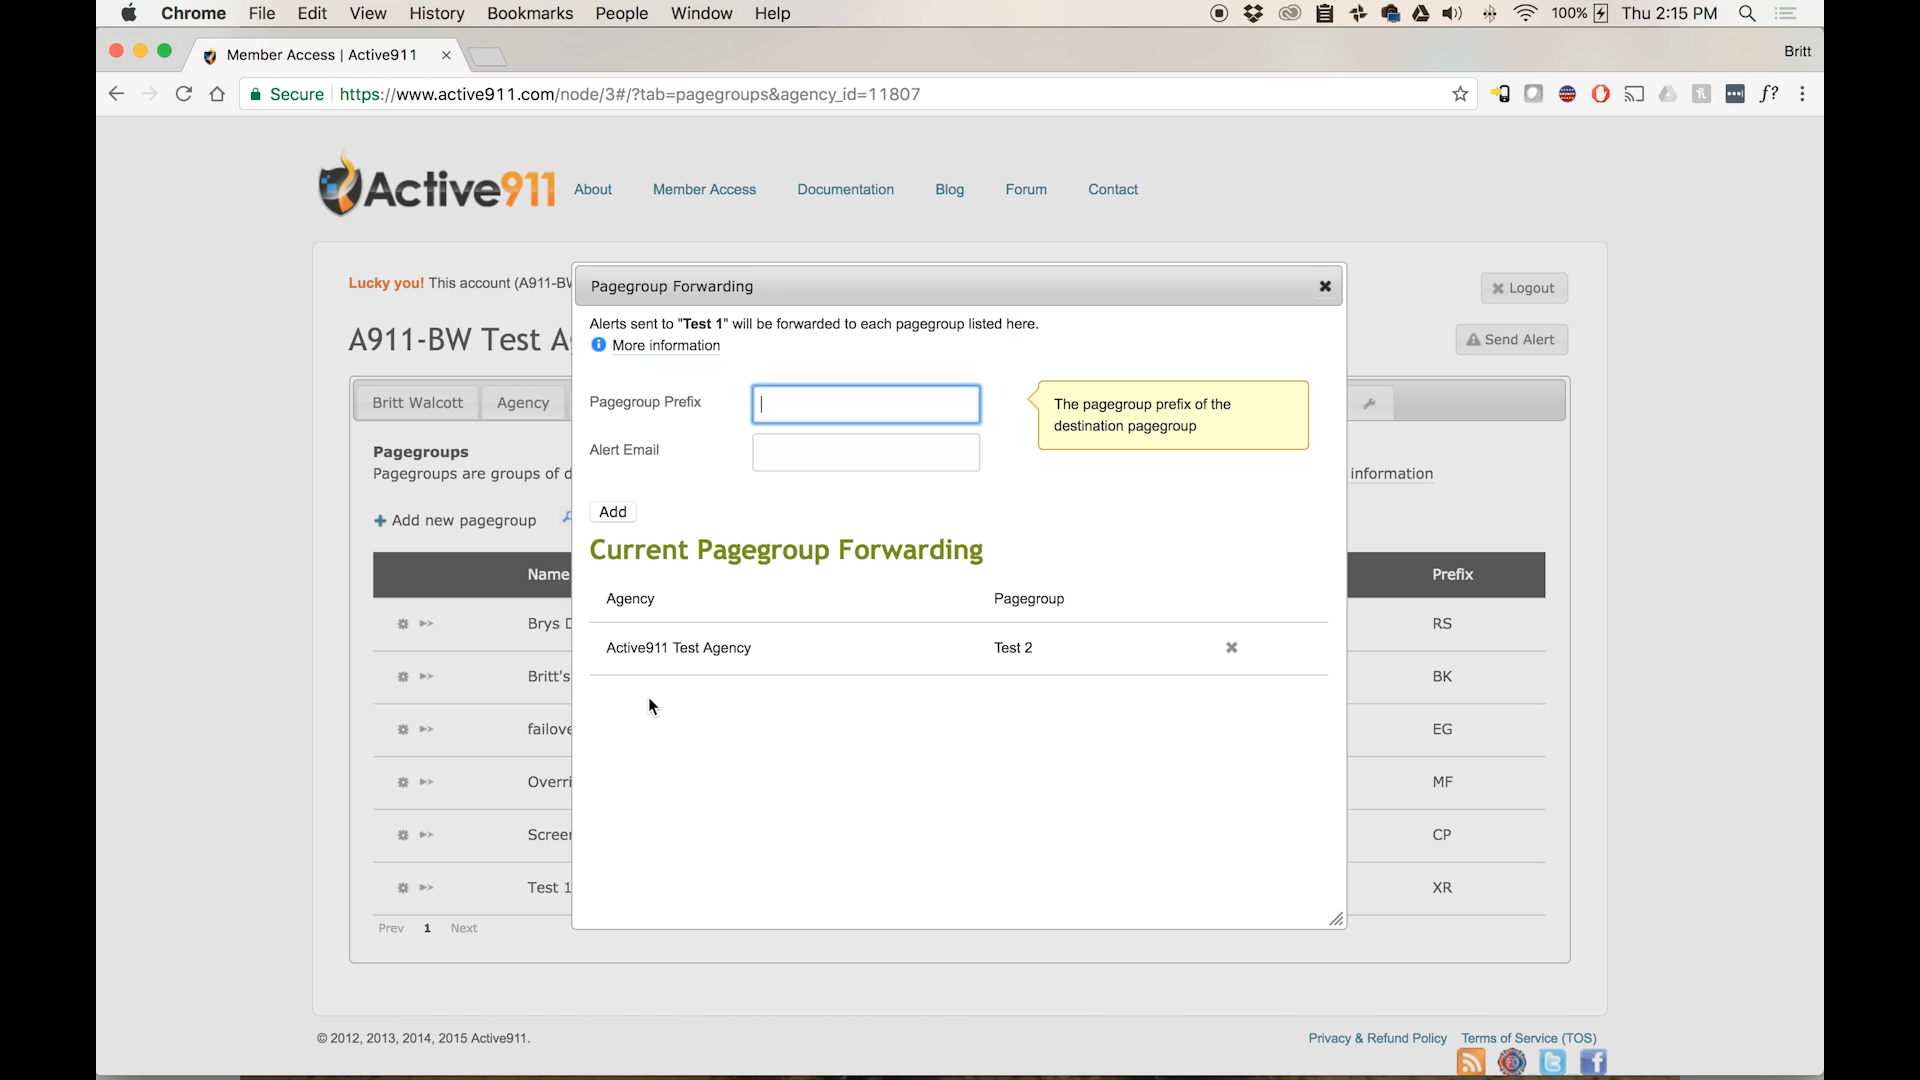 Chrome File Edit View History Bookmarks People Window Help 100% Thu 2:15 PM
Member Access | Active911 Britt
Secure https://www.active911.com/node/3#/?tab=pagegroups&agency_id=11807 f?
Active911 About Member Access Documentation Blog Forum Contact
Lucky you! This account (A911-BW
Logout
A911-BW Test A
Send Alert
Britt Walcott Agency
Pagegroups
Pagegroups are groups of d
information
Add new pagegroup
Name Prefix
Brys D RS
Britt's BK
failove EG
Overri MF
Screen CP
Test 1 XR
Prev 1 Next
Pagegroup Forwarding
Alerts sent to "Test 1" will be forwarded to each pagegroup listed here.
More information
Pagegroup Prefix
The pagegroup prefix of the
destination pagegroup
Alert Email
Add
Current Pagegroup Forwarding
Agency Pagegroup
Active911 Test Agency Test 2
© 2012, 2013, 2014, 2015 Active911.
Privacy & Refund Policy Terms of Service (TOS)